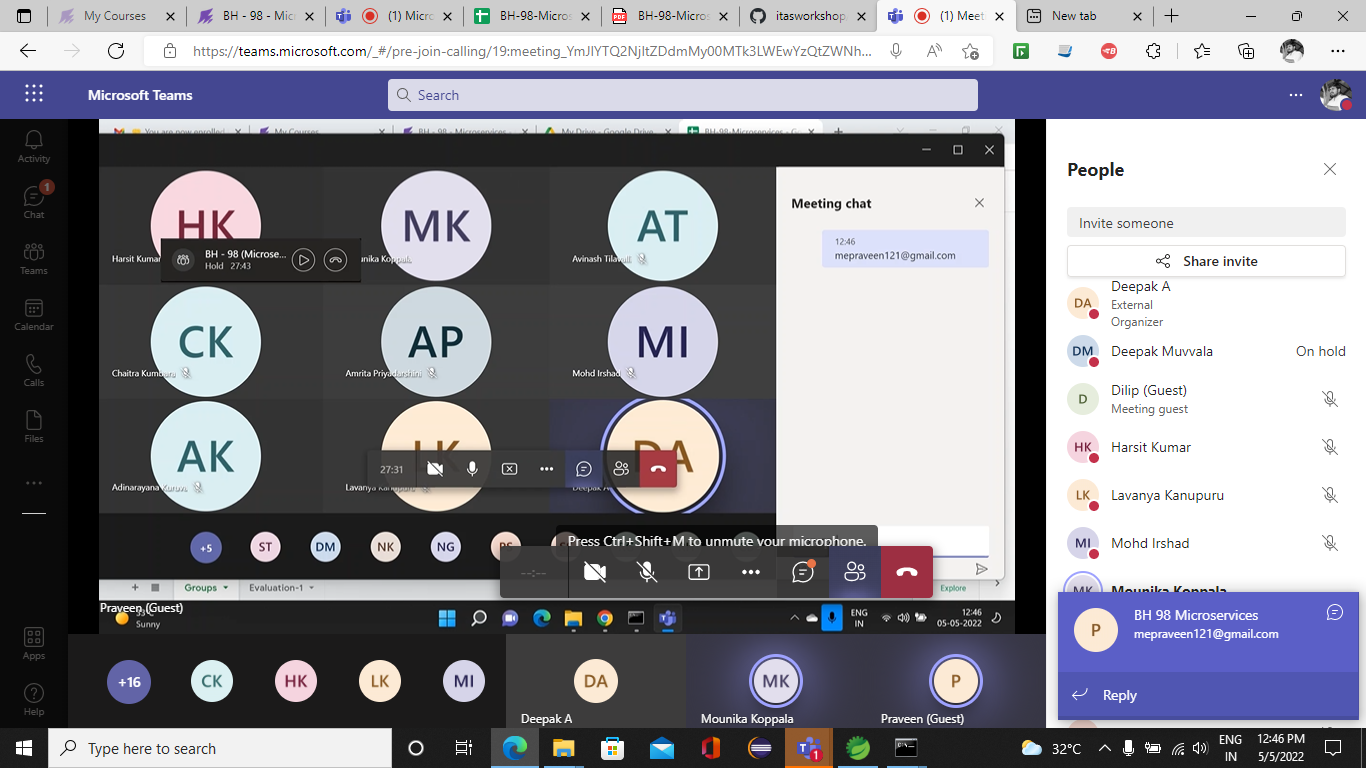 My Courses
BH - 98 - Mic
(1) Micr
BH-98-Micros
BH-98-Micros
itasworkshop
(1) Meet
New tab
https://teams.microsoft.com/_#/pre-join-calling/19:meeting_YmJlYTQ2NjItZDdmMy00MTk3LWEwYzQtZWNh...
Microsoft Teams
Search
Activity
Chat
1
Teams
Calendar
Calls
Files
Apps
Help
You are now enrolled
My Courses
BH - 98 - Microservices -
My Drive - Google Drive
BH-98-Microservices - G
HK
MK
AT
Harsit Kumar
unika Koppala
Avinash Tilavalli
BH - 98 (Microse...
Hold 27:43
CK
AP
MI
Chaitra Kumbaru
Amrita Priyadarshini
Mohd Irshad
AK
LK
DA
Adinarayana Kuruv..
Lavanya Kanupuru
Deepak A
27:31
+5
ST
DM
NK
NG
Meeting chat
12:46
mepraveen121@gmail.com
Press Ctrl+Shift+M to unmute your microphone.
--:--
Groups
Evaluation-1
Explore
Praveen (Guest)
Sunny
ENG
IN
12:46
05-05-2022
+16
CK
HK
LK
MI
DA
Deepak A
MK
Mounika Koppala
P
Praveen (Guest)
People
Invite someone
Share invite
DA
Deepak A
External
Organizer
DM
Deepak Muvvala
On hold
D
Dilip (Guest)
Meeting guest
HK
Harsit Kumar
LK
Lavanya Kanupuru
MI
Mohd Irshad
MK
Mounika Koppala
P
BH 98 Microservices
mepraveen121@gmail.com
Reply
Type here to search
1
32°C
ENG
IN
12:46 PM
5/5/2022